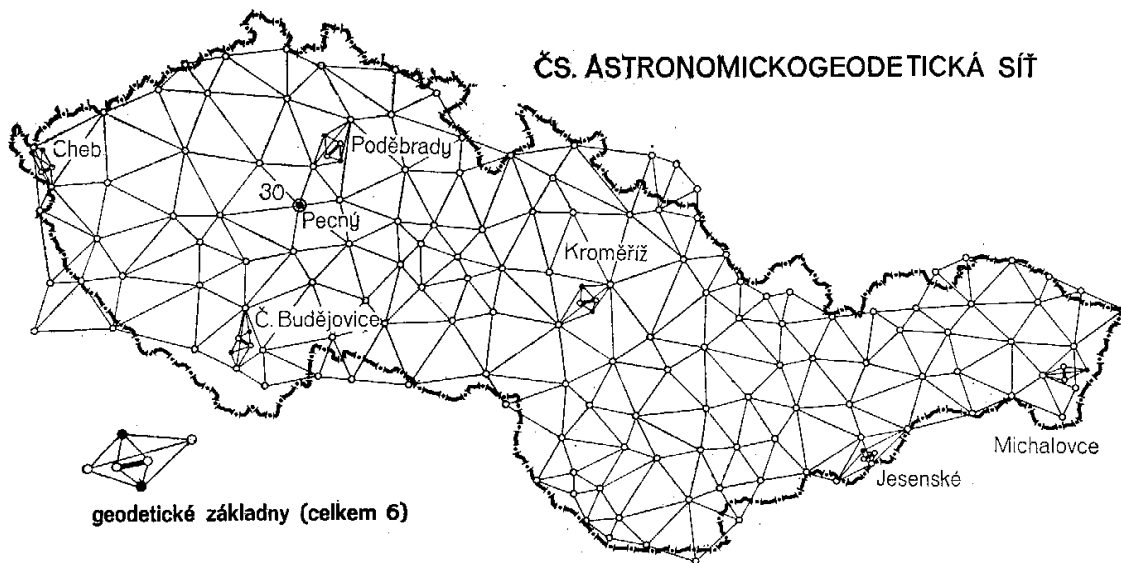 ČS. ASTRONOMICKOGEODETICKÁ SÍŤ
Cheb
Poděbrady
30
Pecný
Kroměříž
Č. Budějovice
Michalovce
Jesenské
geodetické základny (celkem 6)